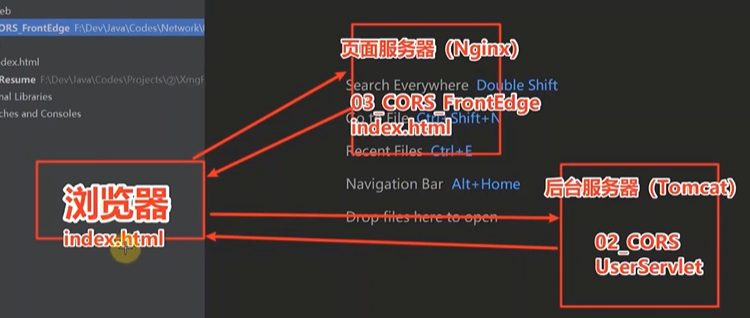 eb
ORS_FrontEdge F:\Dev\Java\Codes\Network\
dex.html
Resume F:\Dev\Java\Codes\Projects\
nal Libraries
ches and Consoles
页面服务器（Nginx）
Search Everywhere Double Shift
03_CORS_FrontEdge
Go to File Ctrl+Shift+N
index.html
Recent Files Ctrl+E
Navigation Bar Alt+Home
Drop files here to open
浏览器
index.html
后台服务器（Tomcat）
02_CORS
UserServlet